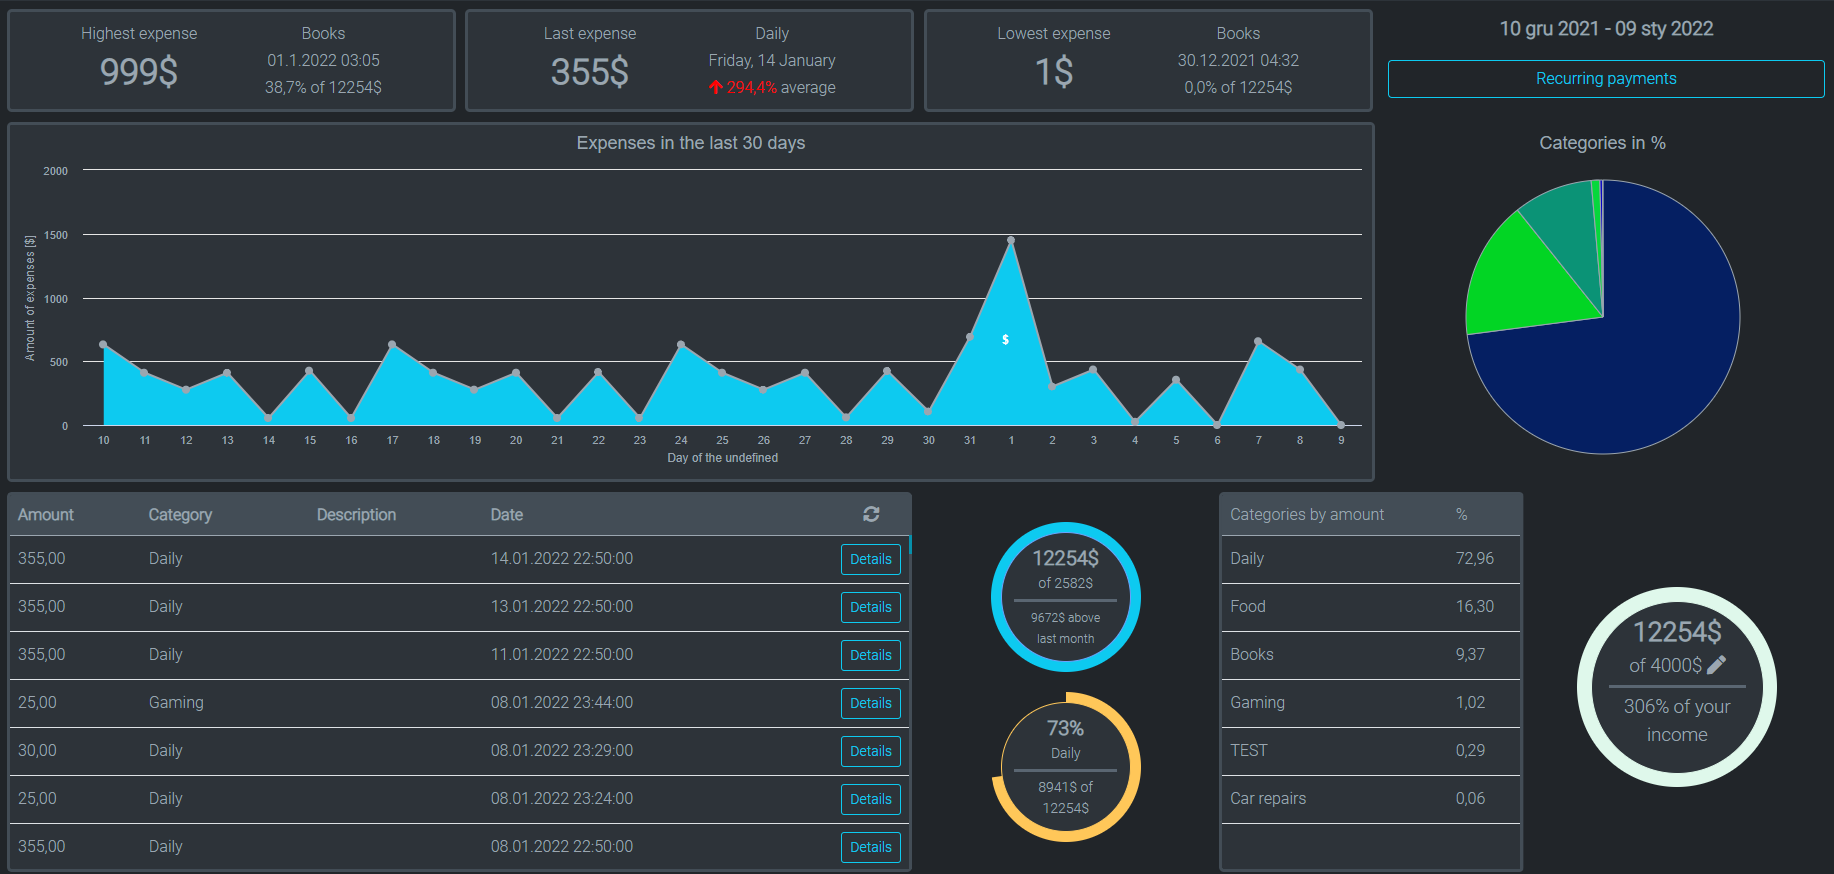 Highest expense
999$
Books
01.1.2022 03:05
38,7% of 12254$
Last expense
355$
Daily
Friday, 14 January
294,4% average
Lowest expense
1$
Books
30.12.2021 04:32
0,0% of 12254$
10 gru 2021 - 09 sty 2022
Recurring payments
Expenses in the last 30 days
Amount of expenses [$]
2000
1500
1000
500
0
$
10 11 12 13 14 15 16 17 18 19 20 21 22 23 24 25 26 27 28 29 30 31 1 2 3 4 5 6 7 8 9
Day of the undefined
Categories in %
Amount Category Description Date
355,00 Daily 14.01.2022 22:50:00 Details
355,00 Daily 13.01.2022 22:50:00 Details
355,00 Daily 11.01.2022 22:50:00 Details
25,00 Gaming 08.01.2022 23:44:00 Details
30,00 Daily 08.01.2022 23:29:00 Details
25,00 Daily 08.01.2022 23:24:00 Details
355,00 Daily 08.01.2022 22:50:00 Details
12254$
of 2582$
9672$ above
last month
73%
Daily
8941$ of
12254$
Categories by amount %
Daily 72,96
Food 16,30
Books 9,37
Gaming 1,02
TEST 0,29
Car repairs 0,06
12254$
of 4000$
306% of your
income